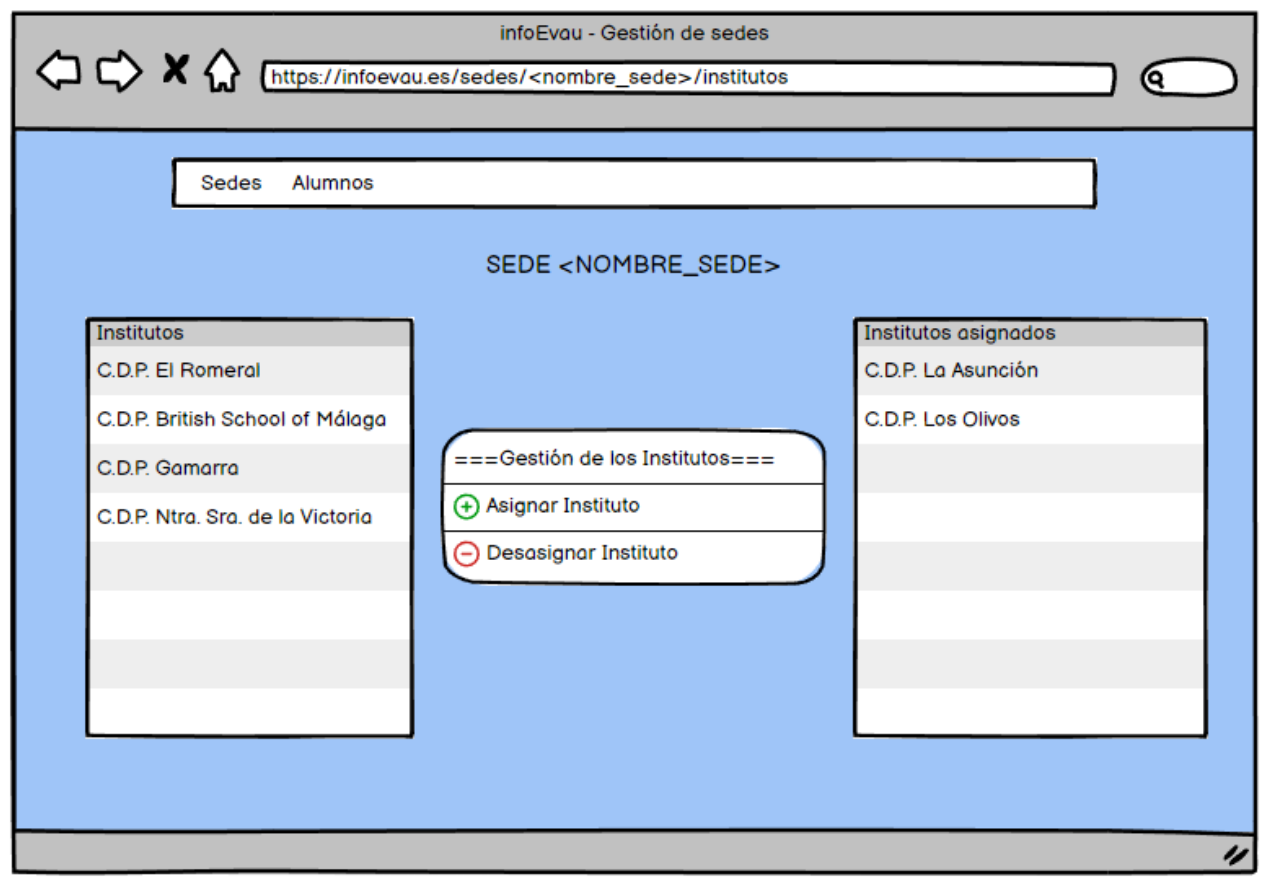 infoEvau - Gestión de sedes
https://infoevau.es/sedes/<nombre_sede>/institutos
Sedes Alumnos
SEDE <NOMBRE_SEDE>
Institutos
C.D.P. El Romeral
C.D.P. British School of Málaga
C.D.P. Gamarra
C.D.P. Ntra. Sra. de la Victoria
===Gestión de los Institutos===
Asignar Instituto
Desasignar Instituto
Institutos asignados
C.D.P. La Asunción
C.D.P. Los Olivos